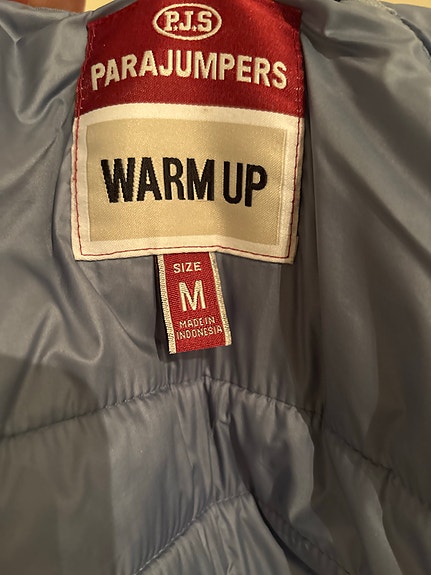 P.J.S
PARAJUMPERS
WARM UP
SIZE
M
MADE IN
INDONESIA